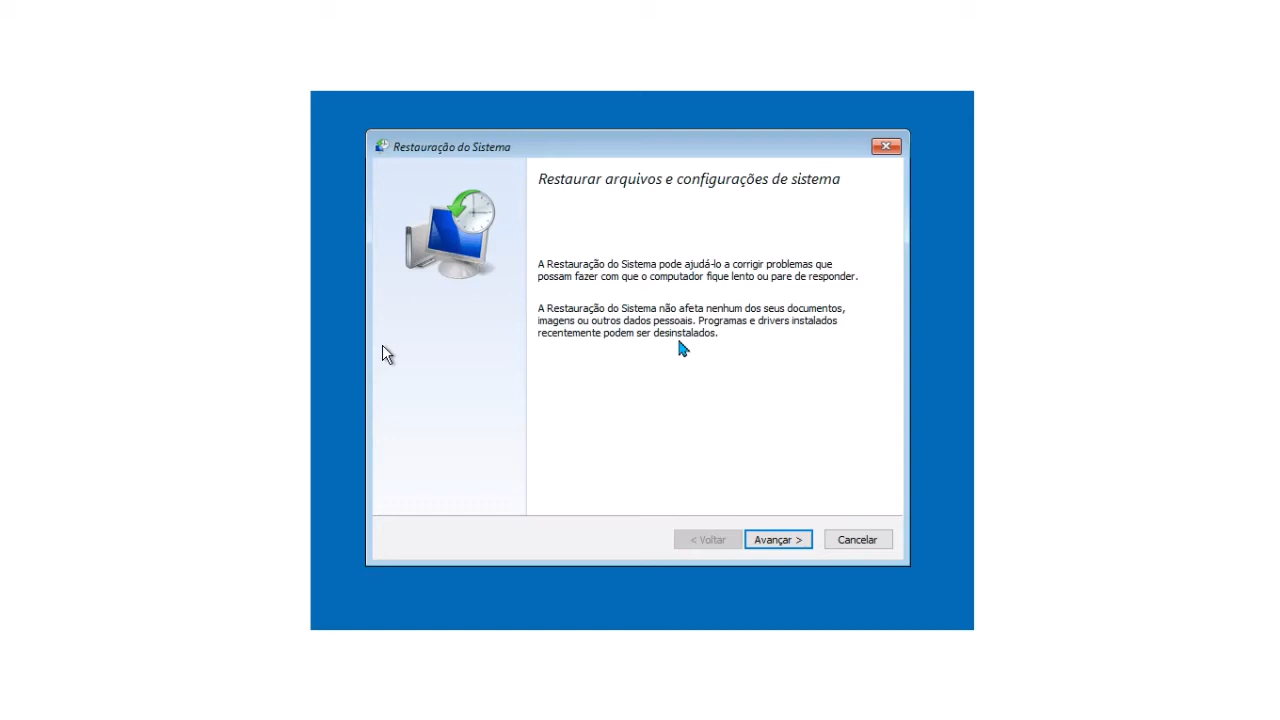 Restauração do Sistema
Restaurar arquivos e configurações de sistema
A Restauração do Sistema pode ajudá-lo a corrigir problemas que
possam fazer com que o computador fique lento ou pare de responder.
A Restauração do Sistema não afeta nenhum dos seus documentos,
imagens ou outros dados pessoais. Programas e drivers instalados
recentemente podem ser desinstalados.
< Voltar
Avançar >
Cancelar